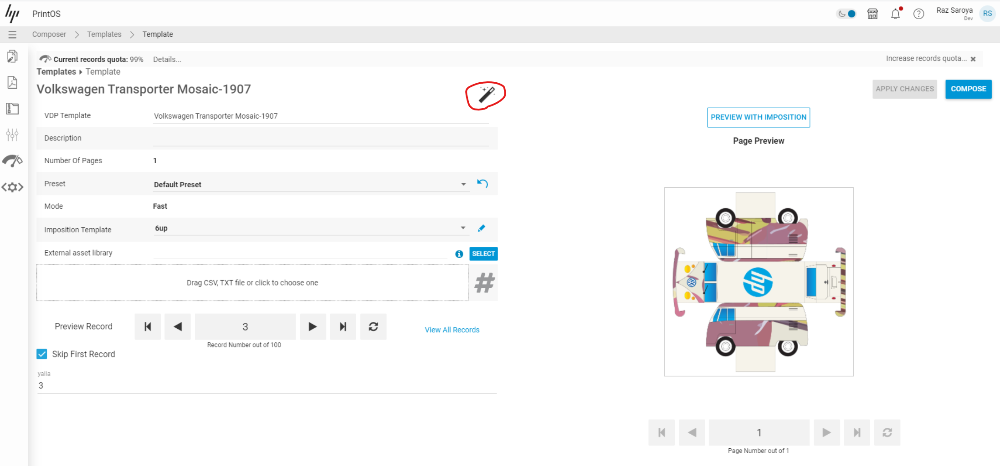 hp PrintOS
Raz Saroya
Dev
RS
Composer Templates Template
Current records quota: 99% Details...
Increase records quota...
Templates Template
Volkswagen Transporter Mosaic-1907
APPLY CHANGES
COMPOSE
VDP Template Volkswagen Transporter Mosaic-1907
Description
Number Of Pages 1
Preset Default Preset
Mode Fast
Imposition Template 6up
External asset library SELECT
Drag CSV, TXT file or click to choose one
#
Preview Record 3 View All Records
Record Number out of 100
Skip First Record
yalla
3
PREVIEW WITH IMPOSITION
Page Preview
hp
1
Page Number out of 1